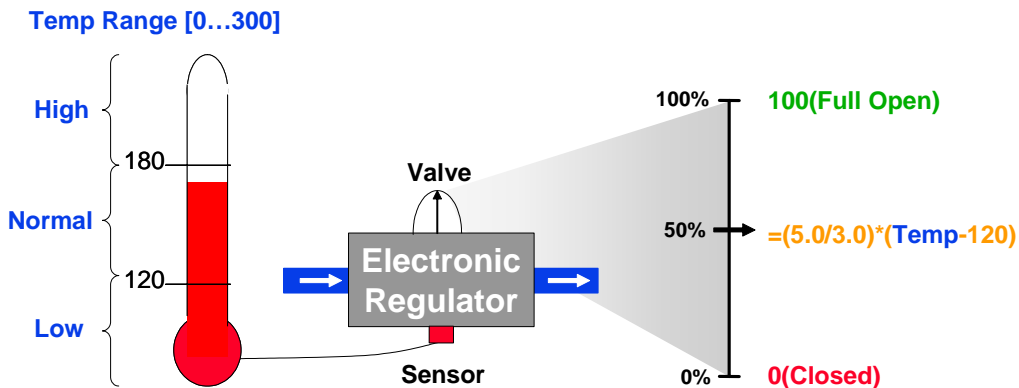 Temp Range [0…300]
High
180
Normal
120
Low
Valve
Electronic
Regulator
Sensor
100%
100(Full Open)
50%
=(5.0/3.0)*(Temp-120)
0%
0(Closed)